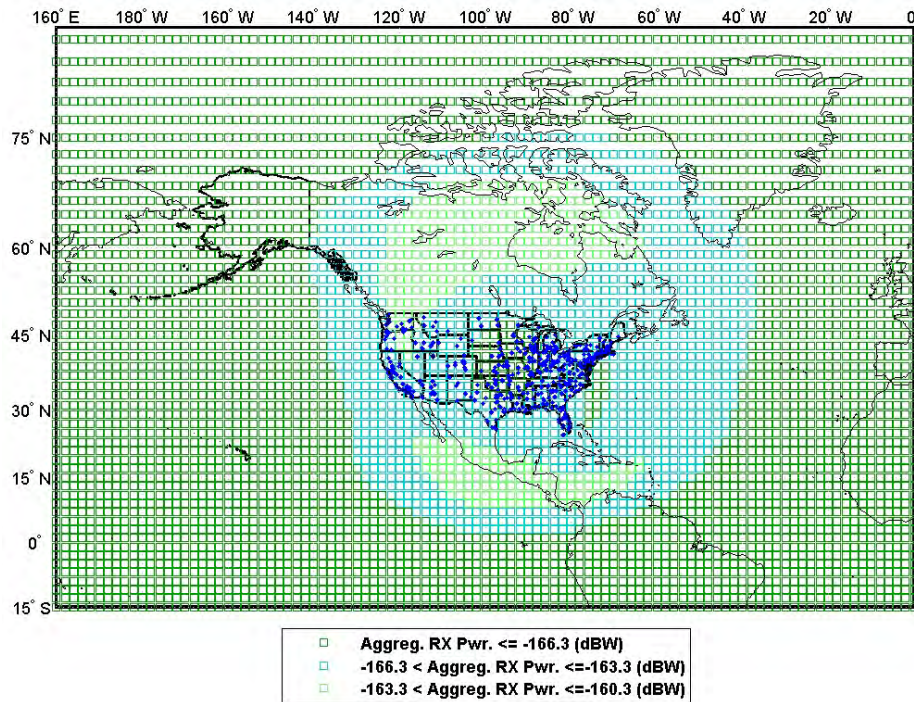 160° E 180° W 160° W 140° W 120° W 100° W 80° W 60° W 40° W 20° W 0°
75° N
60° N
45° N
30° N
15° N
0°
15° S
Aggreg. RX Pwr. <= -166.3 (dBW)
-166.3 < Aggreg. RX Pwr. <=-163.3 (dBW)
-163.3 < Aggreg. RX Pwr. <=-160.3 (dBW)